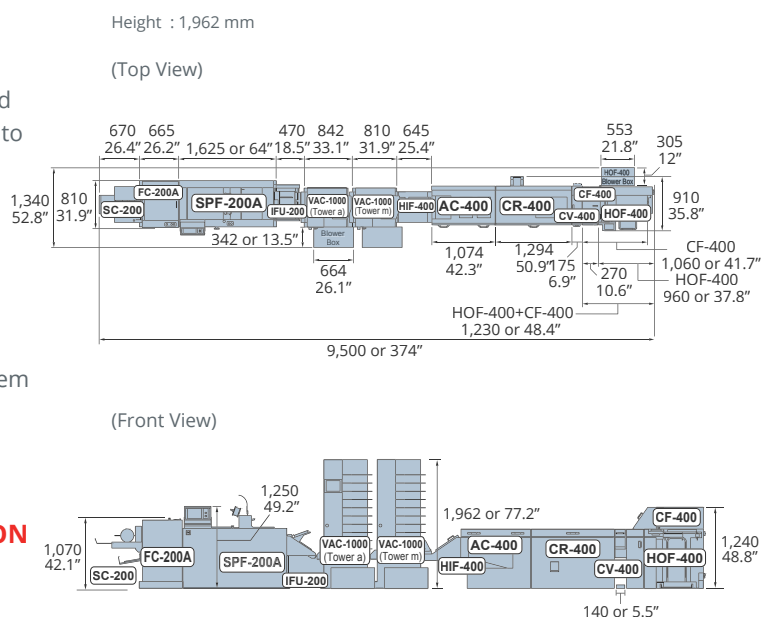 Height : 1,962 mm
(Top View)
d
to
670 665 470 842 810 645 553
26.4” 26.2” 1,625 or 64” 18.5” 33.1” 31.9” 25.4” 21.8” 305
12”
HOF-400
Blower Box
1,340 810
52.8” 31.9”
SC-200 FC-200A SPF-200A IFU-200 VAC-1000 (Tower a) VAC-1000 (Tower m) HIF-400 AC-400 CR-400 CV-400 CF-400 HOF-400
910
35.8”
342 or 13.5”
Blower
Box
664
26.1”
1,074
42.3”
1,294
50.9”
175
6.9”
270
10.6”
CF-400
1,060 or 41.7”
HOF-400
960 or 37.8”
HOF-400+CF-400
1,230 or 48.4”
9,500 or 374”
em
(Front View)
ON
1,250
49.2”
1,962 or 77.2”
1,070
42.1”
1,240
48.8”
SC-200 FC-200A SPF-200A IFU-200 VAC-1000 (Tower a) VAC-1000 (Tower m) HIF-400 AC-400 CR-400 CV-400 CF-400 HOF-400
140 or 5.5”